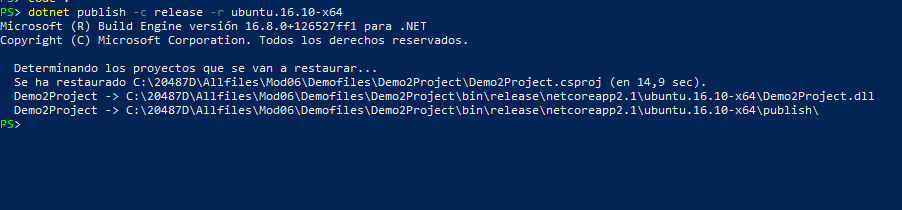 PS> dotnet publish -c release -r ubuntu.16.10-x64
Microsoft (R) Build Engine versión 16.8.0+126527ff1 para .NET
Copyright (C) Microsoft Corporation. Todos los derechos reservados.
Determinando los proyectos que se van a restaurar...
Se ha restaurado C:\20487D\Allfiles\Mod06\Demofiles\Demo2Project\Demo2Project.csproj (en 14,9 sec).
Demo2Project -> C:\20487D\Allfiles\Mod06\Demofiles\Demo2Project\bin\release\netcoreapp2.1\ubuntu.16.10-x64\Demo2Project.dll
Demo2Project -> C:\20487D\Allfiles\Mod06\Demofiles\Demo2Project\bin\release\netcoreapp2.1\ubuntu.16.10-x64\publish\
PS>